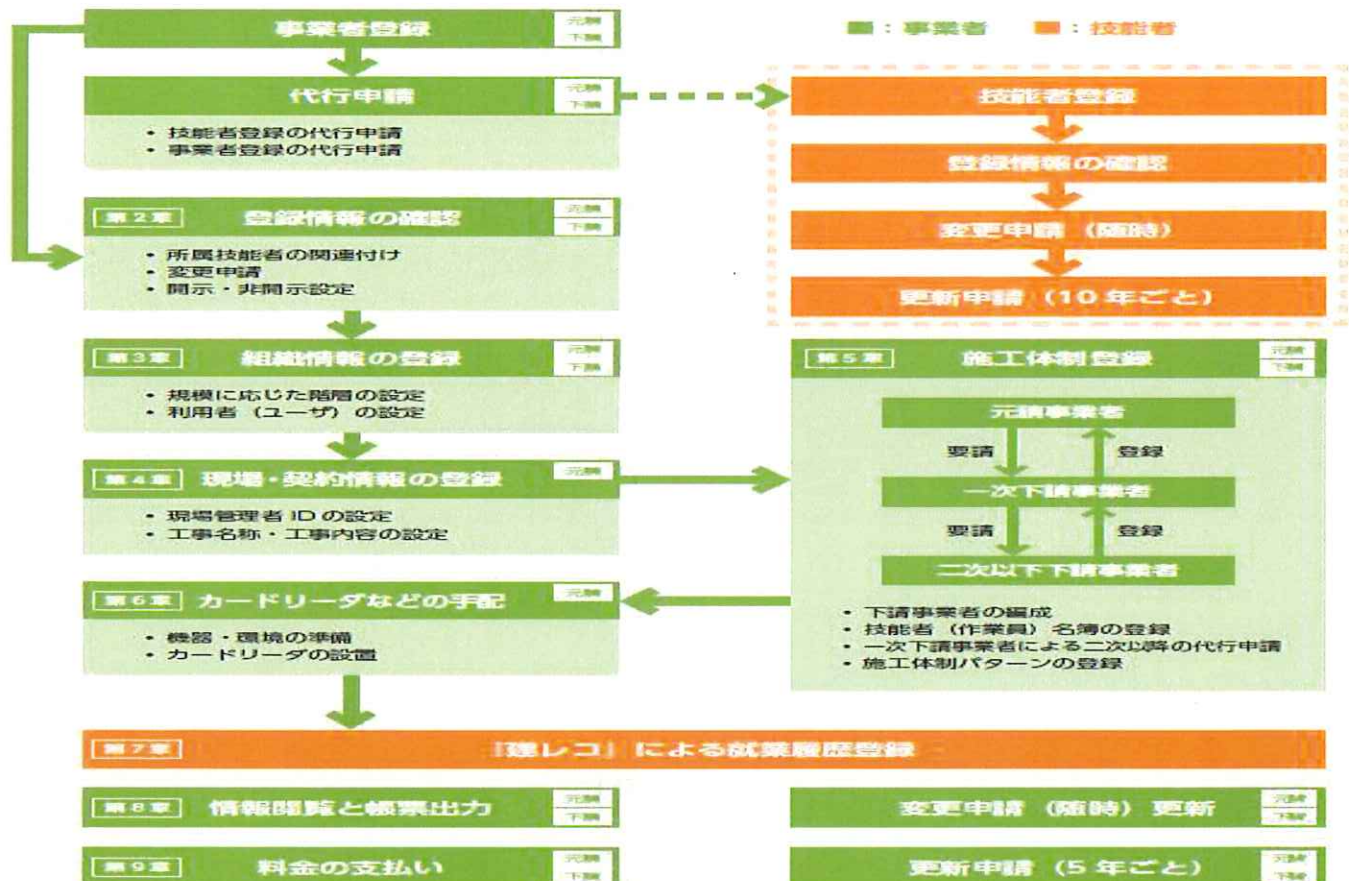 事業者登録
元請
下請
■：事業者 ■：技能者
代行申請
元請
下請
・技能者登録の代行申請
・事業者登録の代行申請
技能者登録
登録情報の確認
変更申請（随時）
更新申請（10年ごと）
第2章 登録情報の確認
元請
下請
・所属技能者の関連付け
・変更申請
・開示・非開示設定
第3章 組織情報の登録
元請
下請
・規模に応じた階層の設定
・利用者（ユーザ）の設定
第4章 現場・契約情報の登録
元請
・現場管理者IDの設定
・工事名称・工事内容の設定
第5章 施工体制登録
元請
下請
元請事業者
要請 登録
一次下請事業者
要請 登録
二次以下下請事業者
・下請事業者の編成
・技能者（作業員）名簿の登録
・一次下請事業者による二次以降の代行申請
・施工体制パターンの登録
第6章 カードリーダなどの手配
元請
・機器・環境の準備
・カードリーダの設置
第7章 「建レコ」による就業履歴登録
第8章 情報閲覧と帳票出力
元請
下請
変更申請（随時）更新
元請
下請
第9章 料金の支払い
元請
下請
更新申請（5年ごと）
元請
下請